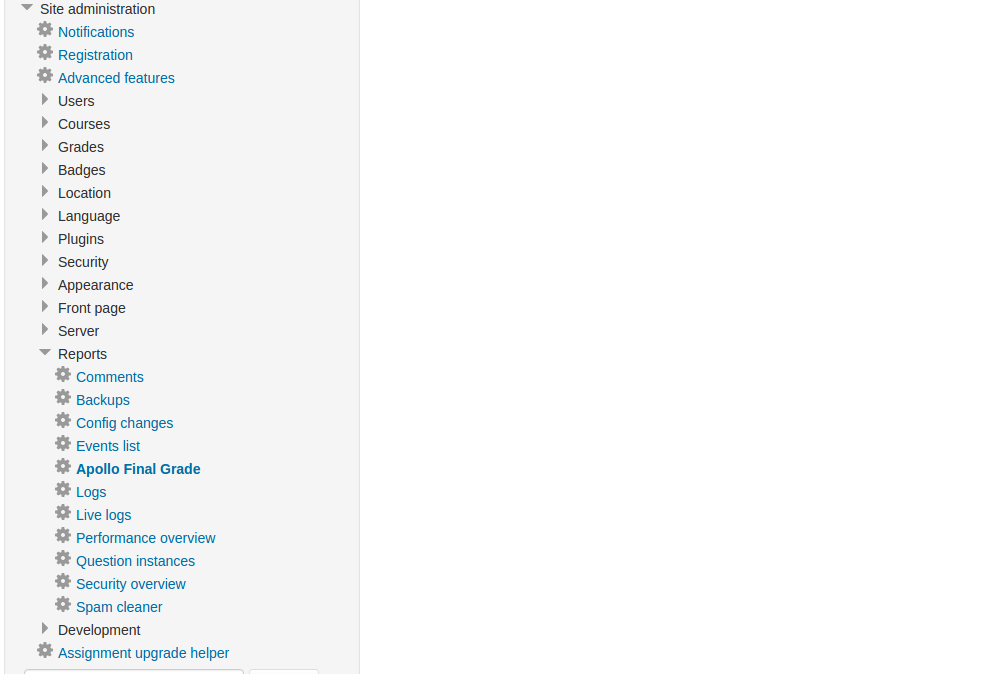 Site administration
Notifications
Registration
Advanced features
Users
Courses
Grades
Badges
Location
Language
Plugins
Security
Appearance
Front page
Server
Reports
Comments
Backups
Config changes
Events list
Apollo Final Grade
Logs
Live logs
Performance overview
Question instances
Security overview
Spam cleaner
Development
Assignment upgrade helper